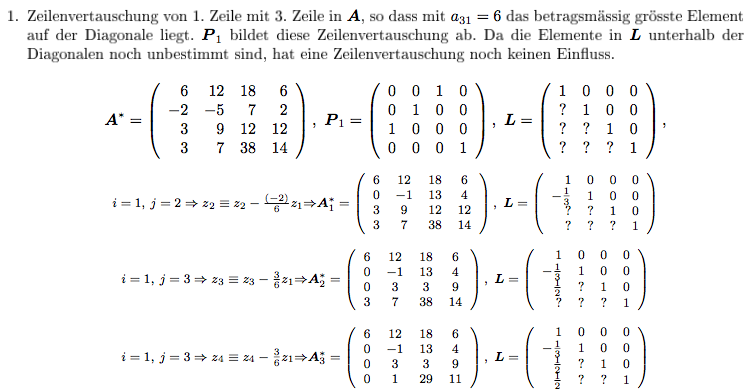 1. Zeilenvertauschung von 1. Zeile mit 3. Zeile in A, so dass mit a₃₁ = 6 das betragsmässig grösste Element
auf der Diagonale liegt. P₁ bildet diese Zeilenvertauschung ab. Da die Elemente in L unterhalb der
Diagonalen noch unbestimmt sind, hat eine Zeilenvertauschung noch keinen Einfluss.
A* = ( 6 12 18 6 ; −2 −5 7 2 ; 3 9 12 12 ; 3 7 38 14 ), P₁ = ( 0 0 1 0 ; 0 1 0 0 ; 1 0 0 0 ; 0 0 0 1 ), L = ( 1 0 0 0 ; ? 1 0 0 ; ? ? 1 0 ; ? ? ? 1 ),
i = 1, j = 2 ⇒ z₂ ≡ z₂ − (−2)/6 z₁ ⇒ A₁* = ( 6 12 18 6 ; 0 −1 13 4 ; 3 9 12 12 ; 3 7 38 14 ), L = ( 1 0 0 0 ; −1/3 1 0 0 ; ? ? 1 0 ; ? ? ? 1 )
i = 1, j = 3 ⇒ z₃ ≡ z₃ − 3/6 z₁ ⇒ A₂* = ( 6 12 18 6 ; 0 −1 13 4 ; 0 3 3 9 ; 3 7 38 14 ), L = ( 1 0 0 0 ; −1/3 1 0 0 ; 1/2 ? 1 0 ; ? ? ? 1 )
i = 1, j = 3 ⇒ z₄ ≡ z₄ − 3/6 z₁ ⇒ A₃* = ( 6 12 18 6 ; 0 −1 13 4 ; 0 3 3 9 ; 0 1 29 11 ), L = ( 1 0 0 0 ; −1/3 1 0 0 ; 1/2 ? 1 0 ; 1/2 ? ? 1 )